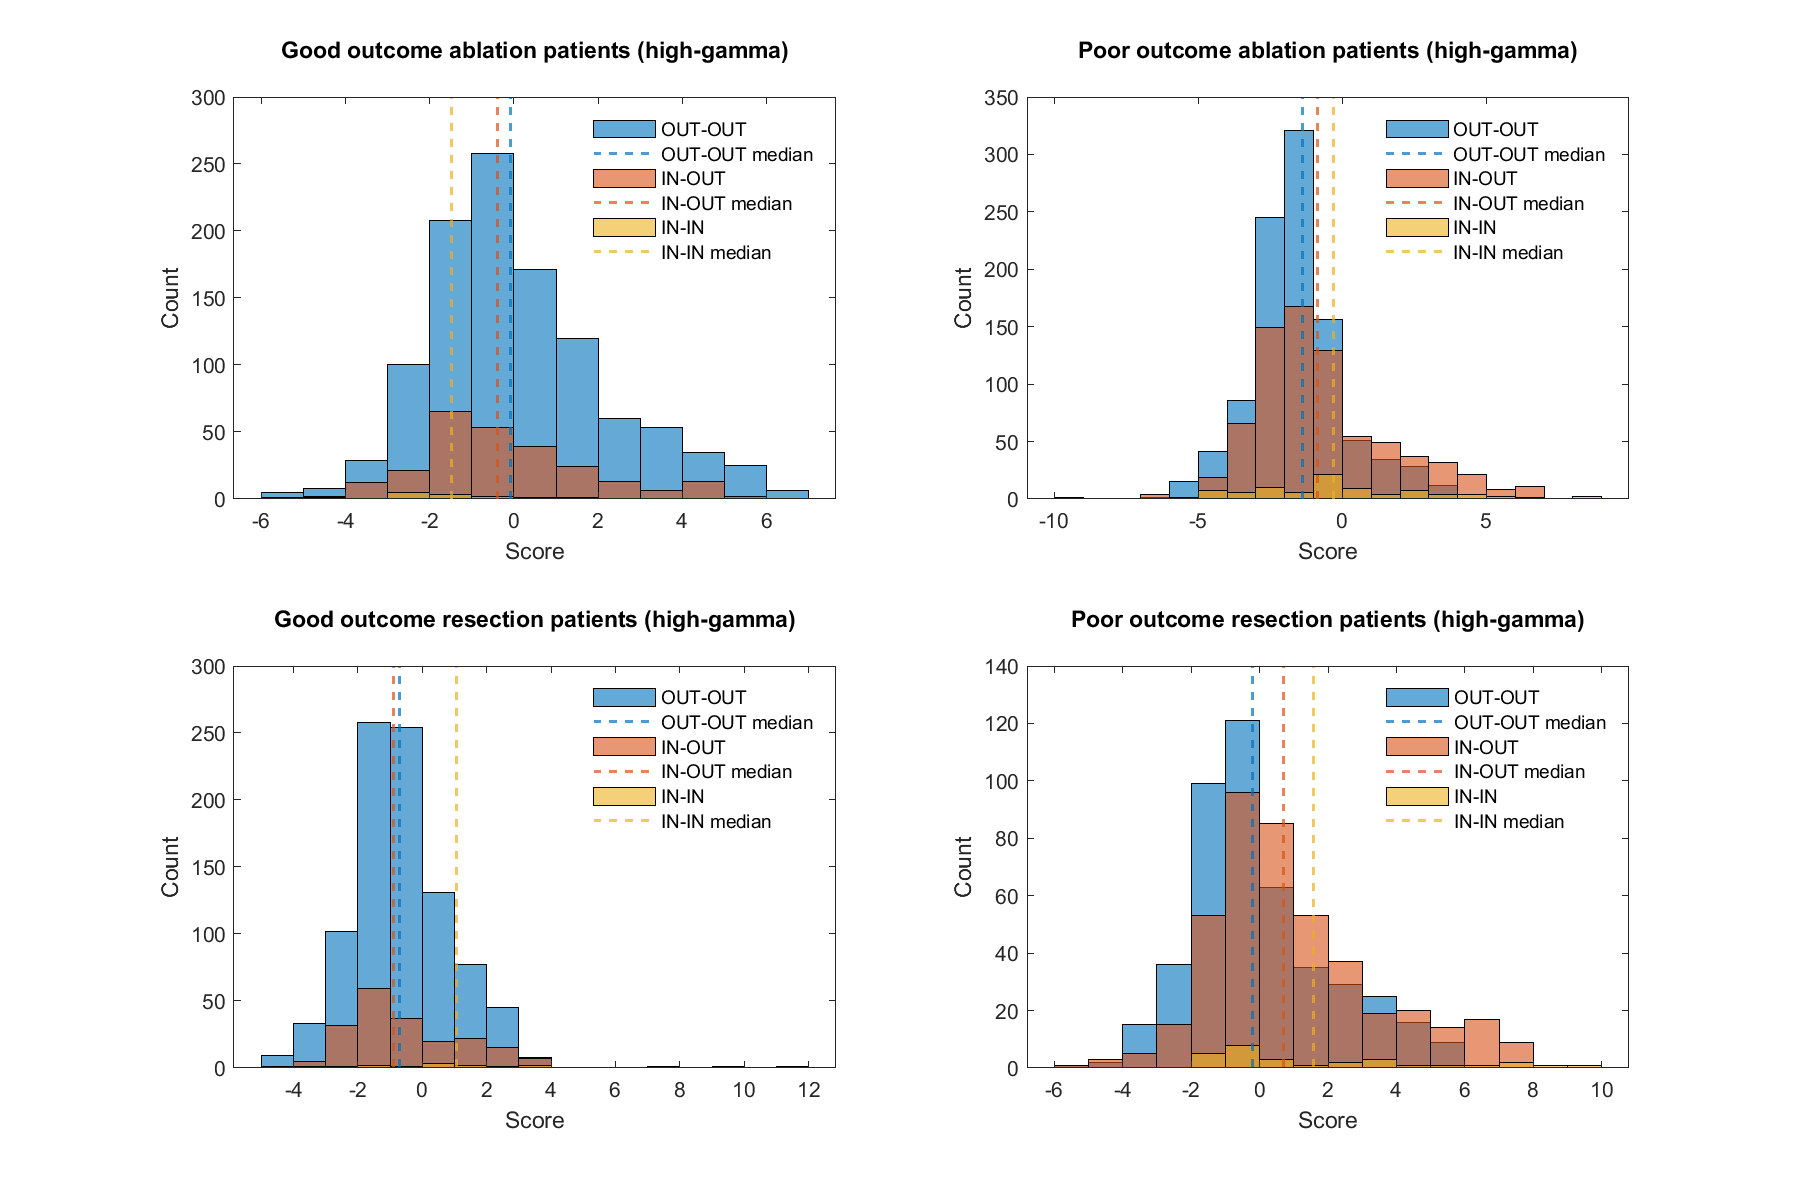 Good outcome ablation patients (high-gamma)
300
250
200
150
100
50
0
Count
-6 -4 -2 0 2 4 6
Score
OUT-OUT
OUT-OUT median
IN-OUT
IN-OUT median
IN-IN
IN-IN median
Poor outcome ablation patients (high-gamma)
350
300
250
200
150
100
50
0
Count
-10 -5 0 5
Score
OUT-OUT
OUT-OUT median
IN-OUT
IN-OUT median
IN-IN
IN-IN median
Good outcome resection patients (high-gamma)
300
250
200
150
100
50
0
Count
-4 -2 0 2 4 6 8 10 12
Score
OUT-OUT
OUT-OUT median
IN-OUT
IN-OUT median
IN-IN
IN-IN median
Poor outcome resection patients (high-gamma)
140
120
100
80
60
40
20
0
Count
-6 -4 -2 0 2 4 6 8 10
Score
OUT-OUT
OUT-OUT median
IN-OUT
IN-OUT median
IN-IN
IN-IN median